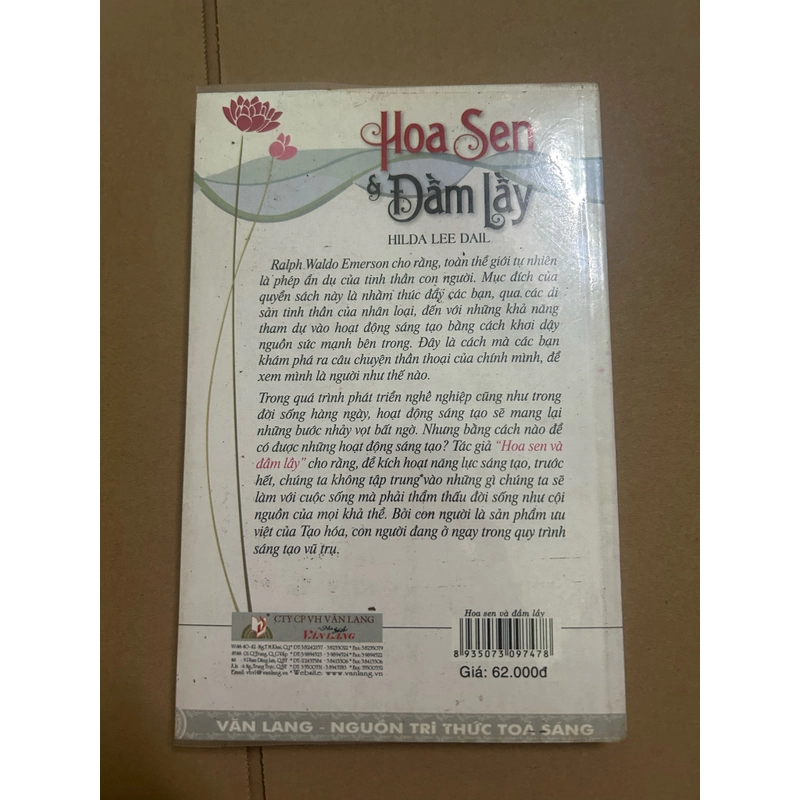 Hoa Sen
& Đầm Lầy
HILDA LEE DAIL
Ralph Waldo Emerson cho rằng, toàn thể giới tự nhiên
là phép ẩn dụ của tinh thần con người. Mục đích của
quyển sách này là nhằm thúc đẩy các bạn, qua các di
sản tinh thần của nhân loại, đến với những khả năng
tham dự vào hoạt động sáng tạo bằng cách khơi dậy
nguồn sức mạnh bên trong. Đây là cách mà các bạn
khám phá ra câu chuyện thần thoại của chính mình, để
xem mình là người như thế nào.
Trong quá trình phát triển nghề nghiệp cũng như trong
đời sống hàng ngày, hoạt động sáng tạo sẽ mang lại
những bước nhảy vọt bất ngờ. Nhưng bằng cách nào để
có được những hoạt động sáng tạo? Tác giả "Hoa sen và
đầm lầy" cho rằng, để kích hoạt năng lực sáng tạo, trước
hết, chúng ta không tập trung vào những gì chúng ta sẽ
làm với cuộc sống mà phải thẩm thấu đời sống như cội
nguồn của mọi khả thể. Bởi con người là sản phẩm ưu
việt của Tạo hóa, con người đang ở ngay trong quy trình
sáng tạo vũ trụ.
CTY CP VH VĂN LANG
Nhà sách
VĂN LANG
Website: www.vanlang.vn
Hoa sen và đầm lầy
8 935073 097478
Giá: 62.000đ
VĂN LANG - NGUỒN TRI THỨC TOẢ SÁNG